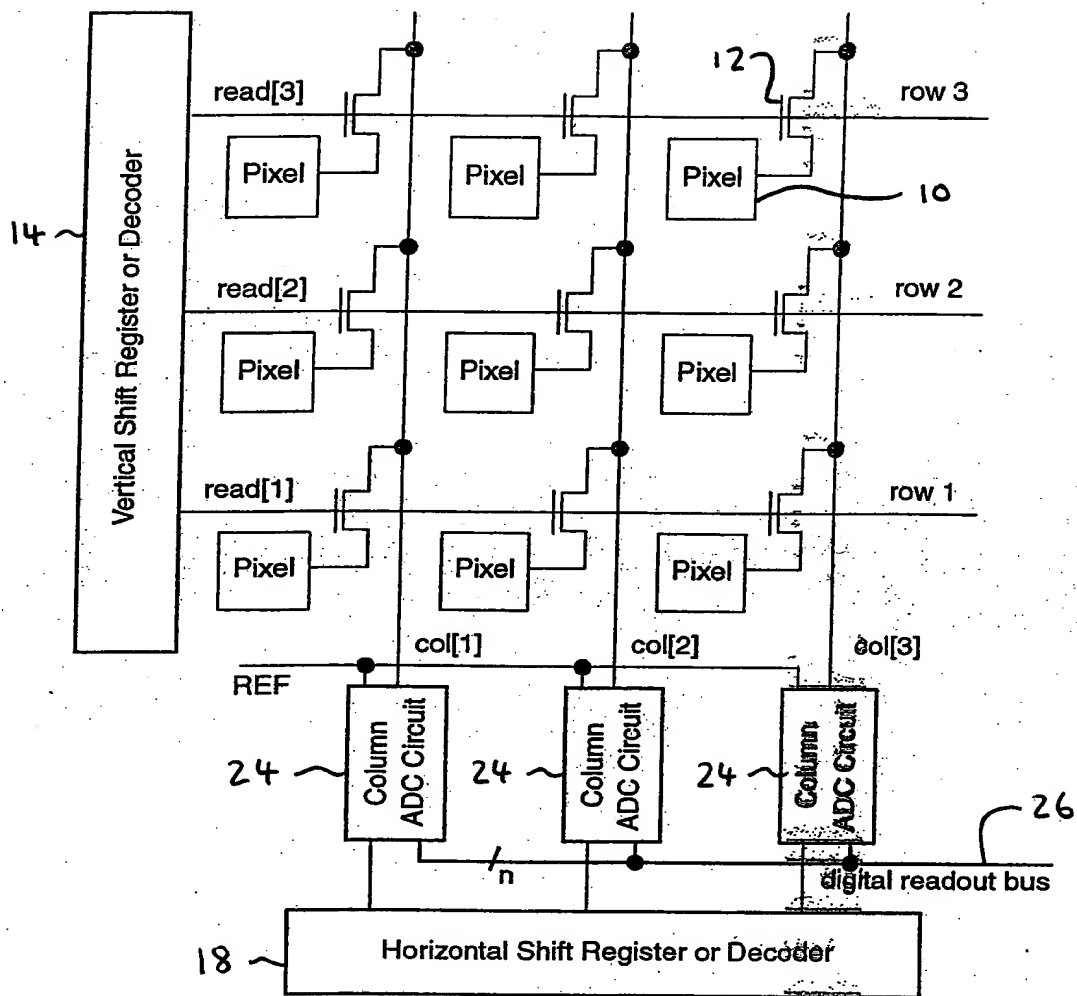 12
read[3]
row 3
Pixel
Pixel
Pixel
10
14
Vertical Shift Register or Decoder
read[2]
row 2
Pixel
Pixel
Pixel
read[1]
row 1
Pixel
Pixel
Pixel
col[1]
col[2]
col[3]
REF
24
Column
ADC Circuit
24
Column
ADC Circuit
24
Column
ADC Circuit
26
n
digital readout bus
18
Horizontal Shift Register or Decoder